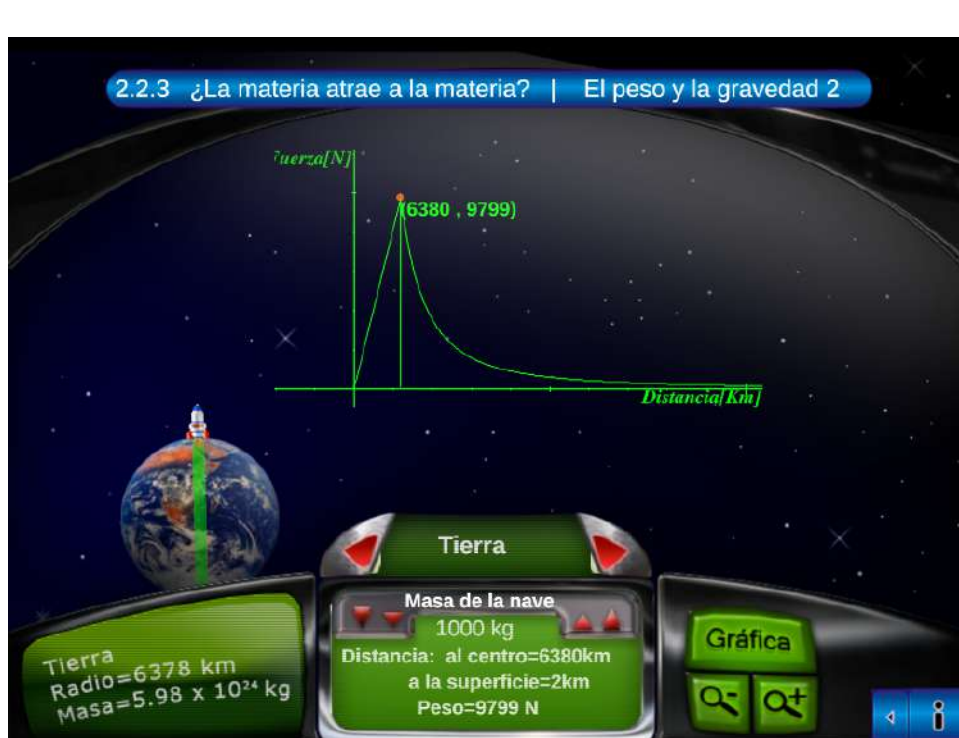 2.2.3 ¿La materia atrae a la materia? | El peso y la gravedad 2
Fuerza[N]
(6380 , 9799)
Distancia[Km]
Tierra
Masa de la nave
1000 kg
Distancia: al centro=6380km
a la superficie=2km
Peso=9799 N
Tierra
Radio=6378 km
Masa=5.98 x 10²⁴ kg
Gráfica